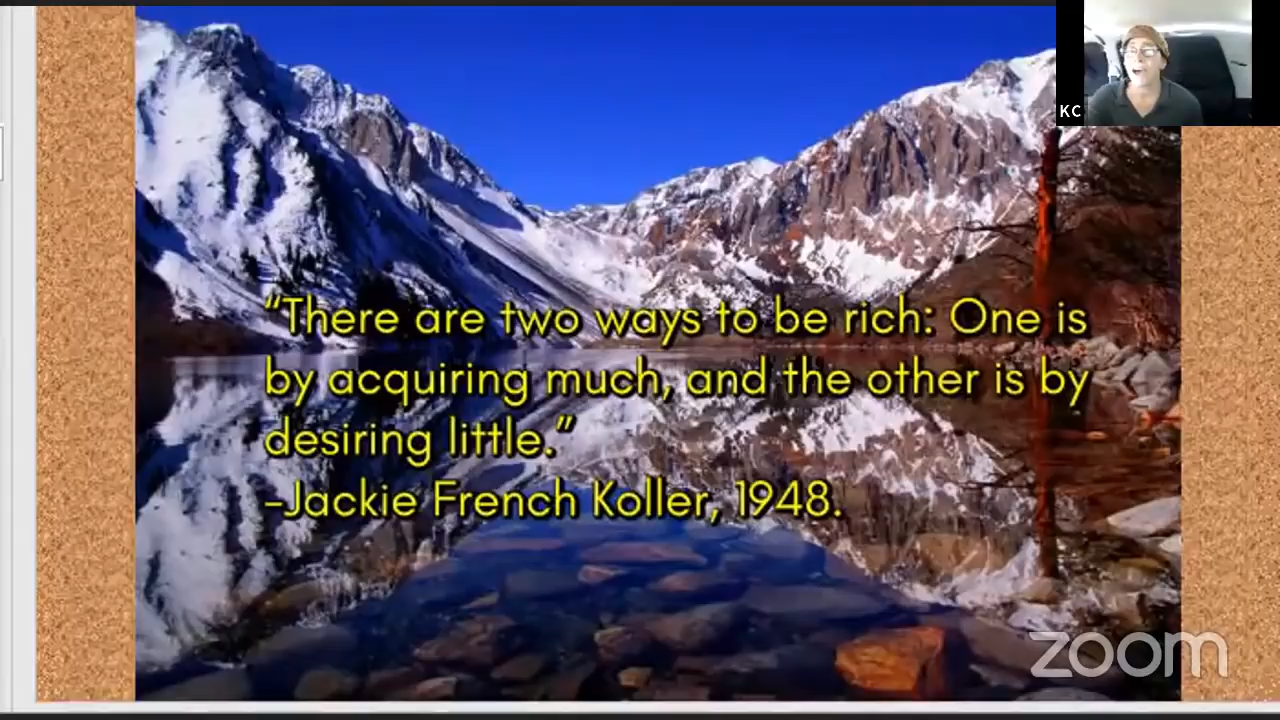 KC
“There are two ways to be rich: One is
by acquiring much, and the other is by
desiring little.”
-Jackie French Koller, 1948.
zoom